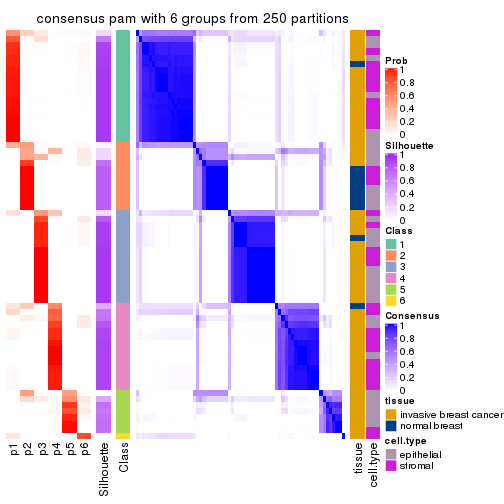 consensus pam with 6 groups from 250 partitions
Prob
1
0.8
0.6
0.4
0.2
0
Silhouette
1
0.8
0.6
0.4
0.2
0
Class
1
2
3
4
5
6
Consensus
1
0.8
0.6
0.4
0.2
0
tissue
invasive breast cancer
normal breast
cell.type
epithelial
stromal
p1
p2
p3
p4
p5
p6
Silhouette
Class
tissue
cell.type